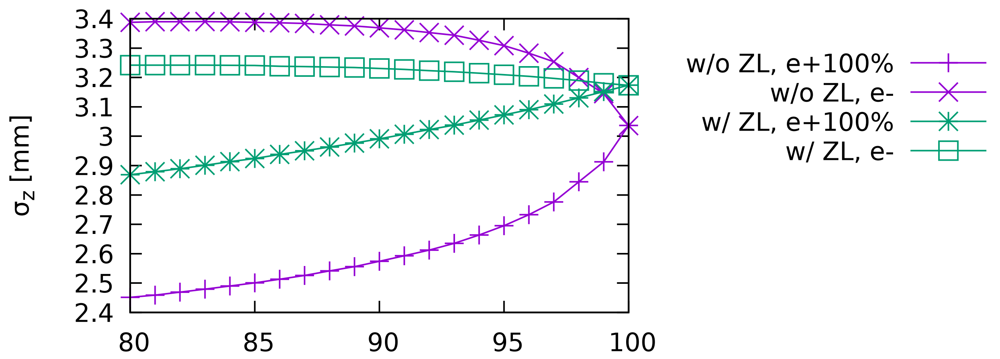 3.4
3.3
3.2
3.1
3
2.9
2.8
2.7
2.6
2.5
2.4
σz [mm]
80 85 90 95 100
w/o ZL, e+100%
w/o ZL, e-
w/ ZL, e+100%
w/ ZL, e-